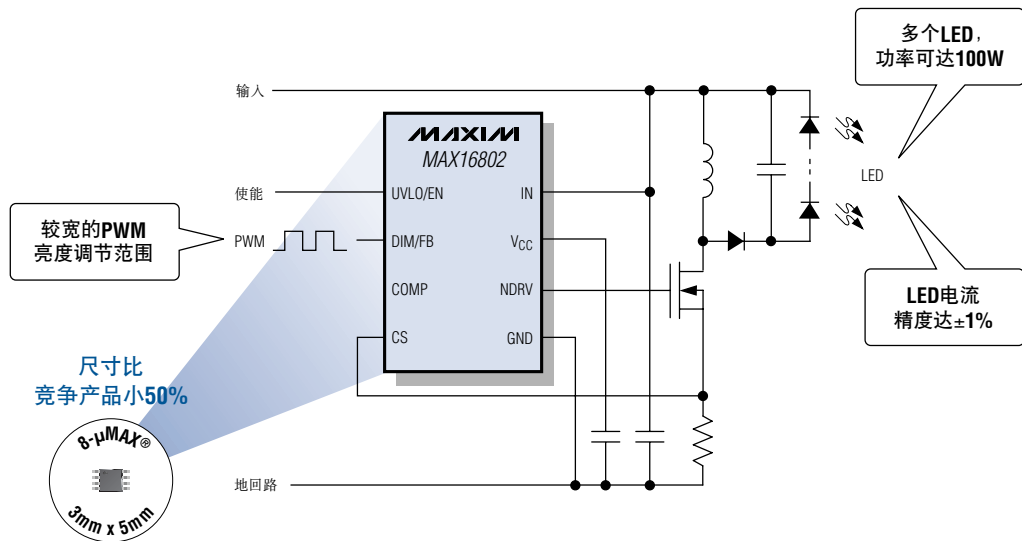 多个LED，
功率可达100W
输入
MAXIM
MAX16802
LED
使能
UVLO/EN
IN
较宽的PWM
亮度调节范围
PWM
DIM/FB
VCC
COMP
NDRV
LED电流
精度达±1%
CS
GND
尺寸比
竞争产品小50%
8-μMAX®
3mm x 5mm
地回路